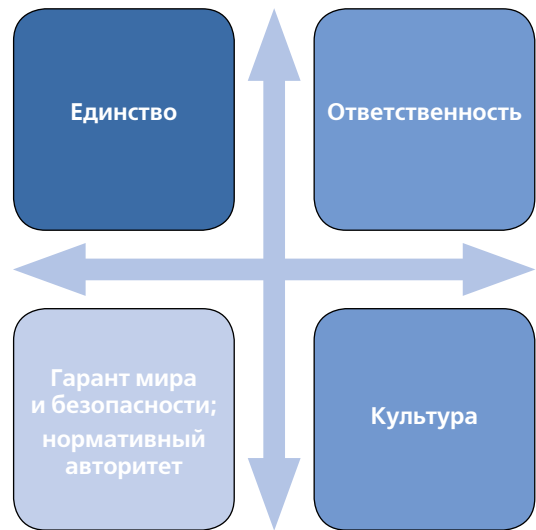 Единство
Ответственность
Гарант мира
и безопасности;
нормативный
авторитет
Культура